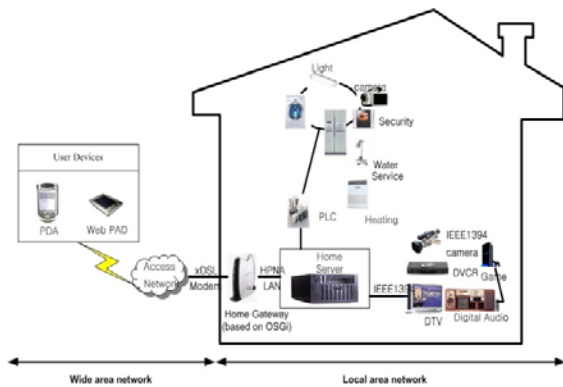 Light
camera
Security
Water
Service
PLC
Heating
User Devices
PDA
Web PAD
Access
Network
xDSL
Modem
HPNA
LAN
Home Gateway
(based on OSGi)
Home
Server
IEEE1394
IEEE1394
camera
DVCR
Game
DTV
Digital Audio
Wide area network
Local area network